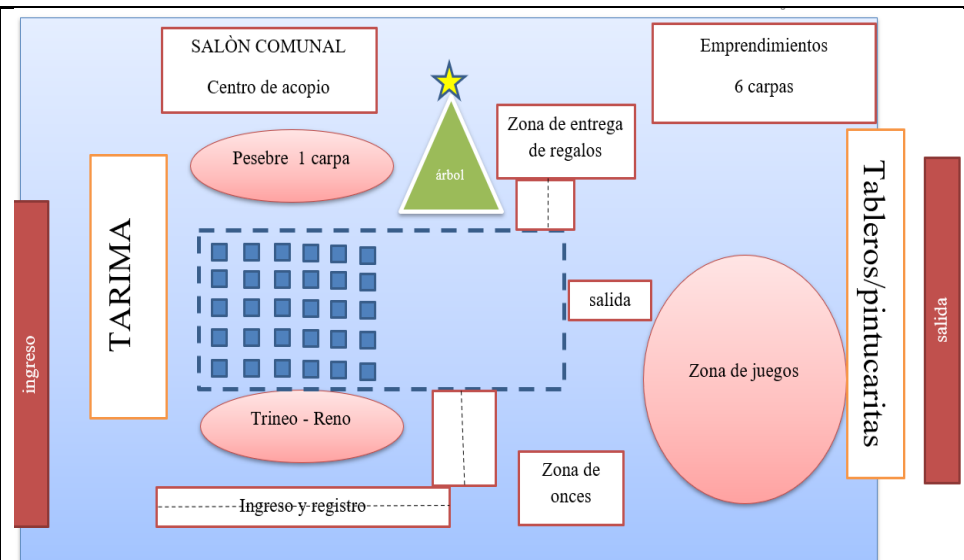 SALÒN COMUNAL
Centro de acopio
Emprendimientos
6 carpas
Zona de entrega
de regalos
Pesebre 1 carpa
árbol
TARIMA
Tableros/pintucaritas
ingreso
salida
salida
Zona de juegos
Trineo - Reno
Zona de
onces
Ingreso y registro